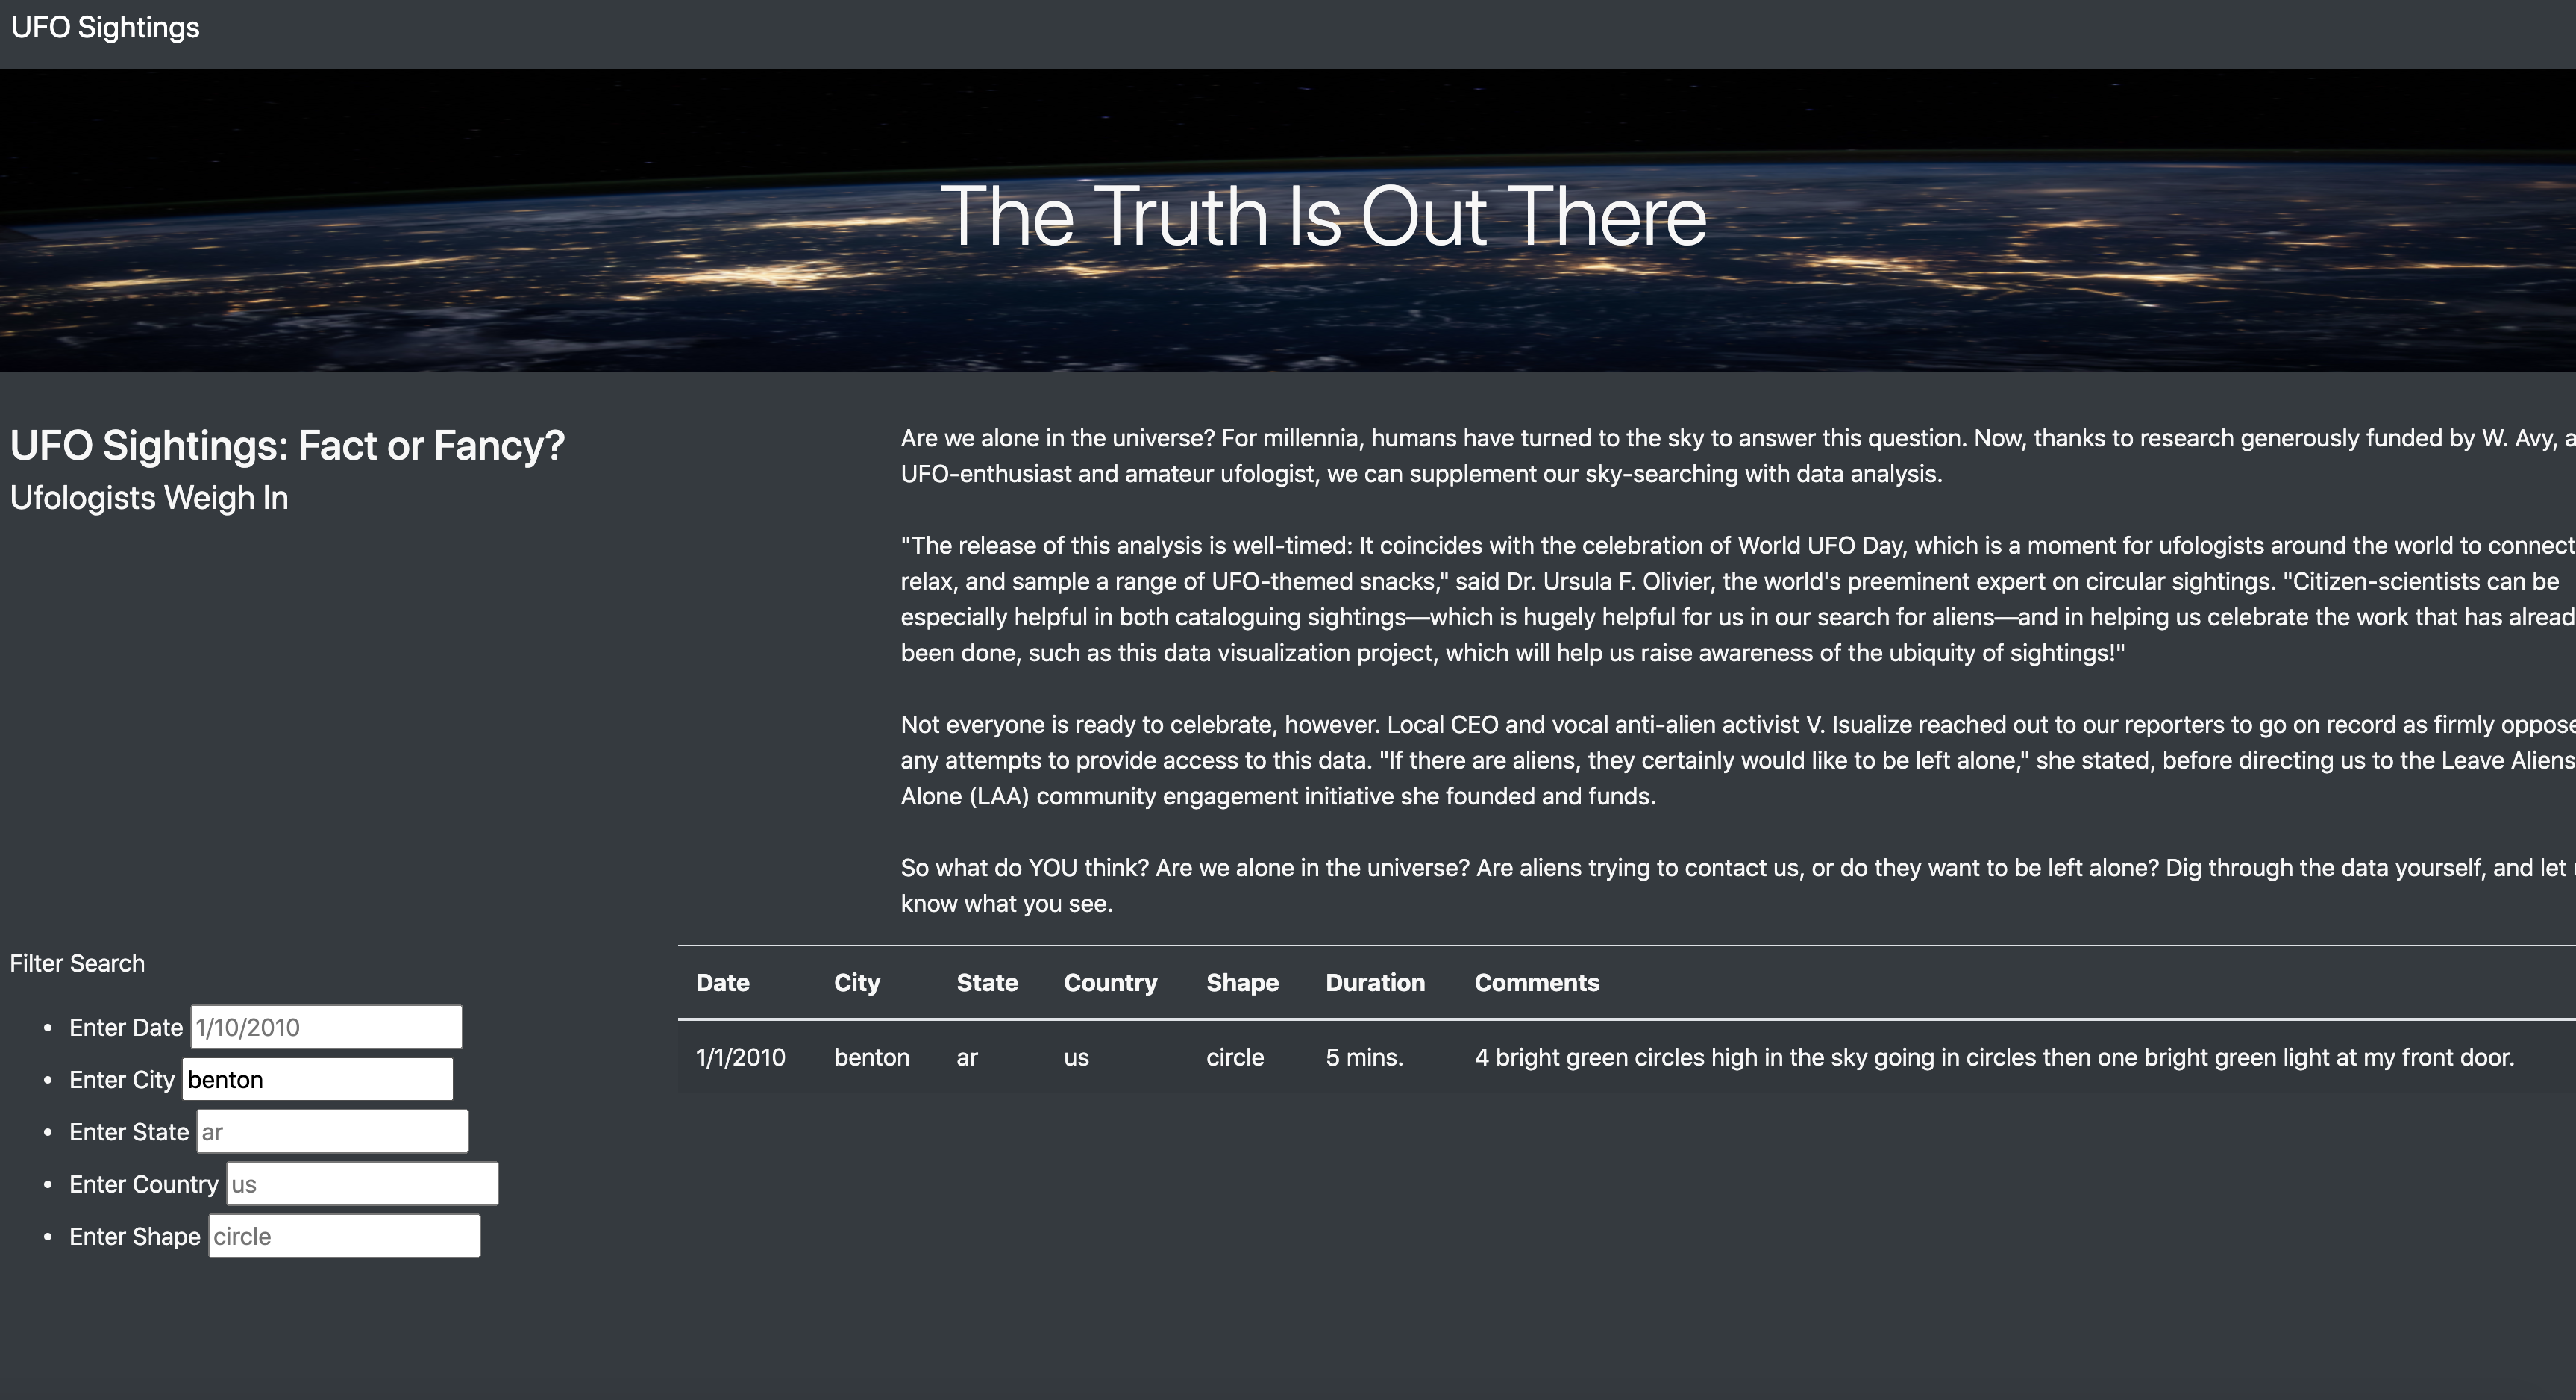 UFO Sightings
The Truth Is Out There
UFO Sightings: Fact or Fancy?
Ufologists Weigh In
Are we alone in the universe? For millennia, humans have turned to the sky to answer this question. Now, thanks to research generously funded by W. Avy, a
UFO-enthusiast and amateur ufologist, we can supplement our sky-searching with data analysis.
"The release of this analysis is well-timed: It coincides with the celebration of World UFO Day, which is a moment for ufologists around the world to connect
relax, and sample a range of UFO-themed snacks," said Dr. Ursula F. Olivier, the world's preeminent expert on circular sightings. "Citizen-scientists can be
especially helpful in both cataloguing sightings—which is hugely helpful for us in our search for aliens—and in helping us celebrate the work that has alread
been done, such as this data visualization project, which will help us raise awareness of the ubiquity of sightings!"
Not everyone is ready to celebrate, however. Local CEO and vocal anti-alien activist V. Isualize reached out to our reporters to go on record as firmly oppose
any attempts to provide access to this data. "If there are aliens, they certainly would like to be left alone," she stated, before directing us to the Leave Aliens
Alone (LAA) community engagement initiative she founded and funds.
So what do YOU think? Are we alone in the universe? Are aliens trying to contact us, or do they want to be left alone? Dig through the data yourself, and let
know what you see.
Filter Search
Enter Date 1/10/2010
Enter City benton
Enter State ar
Enter Country us
Enter Shape circle
Date City State Country Shape Duration Comments
1/1/2010 benton ar us circle 5 mins. 4 bright green circles high in the sky going in circles then one bright green light at my front door.